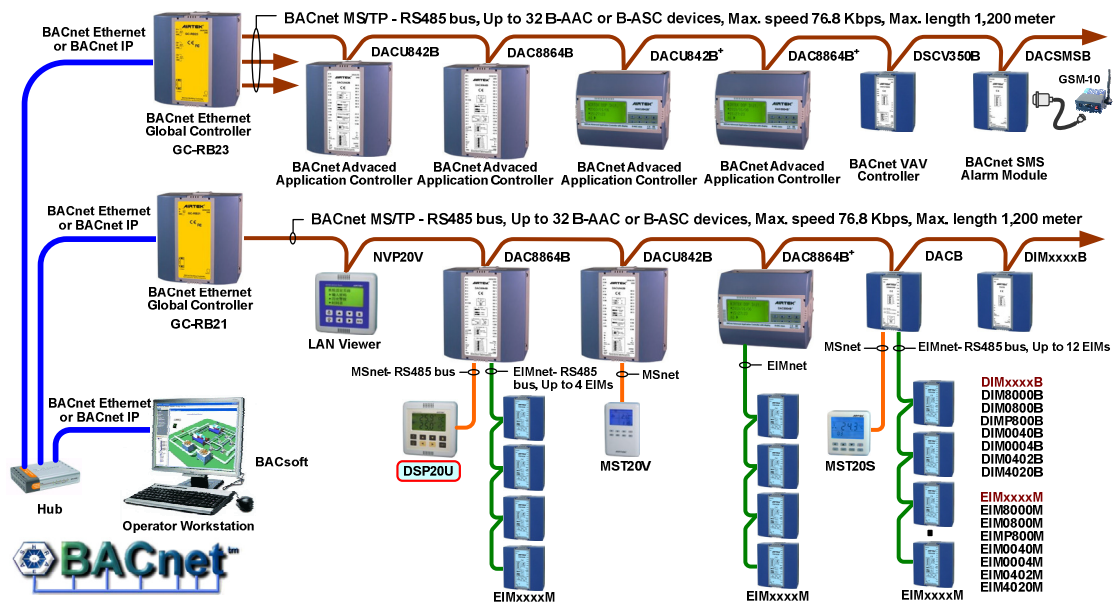 BACnet MS/TP - RS485 bus, Up to 32 B-AAC or B-ASC devices, Max. speed 76.8 Kbps, Max. length 1,200 meter
BACnet Ethernet
or BACnet IP
AIRTEK
BACnet Ethernet
Global Controller
GC-RB23
DACU842B
DAC8864B
DACU842B+
DAC8864B+
DSCV350B
DACSMSB
GSM-10
BACnet Advaced
Application Controller
BACnet Advaced
Application Controller
BACnet Advaced
Application Controller
BACnet Advaced
Application Controller
BACnet VAV
Controller
BACnet SMS
Alarm Module
BACnet Ethernet
or BACnet IP
AIRTEK
BACnet MS/TP - RS485 bus, Up to 32 B-AAC or B-ASC devices, Max. speed 76.8 Kbps, Max. length 1,200 meter
BACnet Ethernet
Global Controller
GC-RB21
NVP20V
DAC8864B
DACU842B
DAC8864B+
DACB
DIMxxxxB
LAN Viewer
MSnet- RS485 bus
EIMnet- RS485
bus, Up to 4 EIMs
MSnet
EIMnet
MSnet
EIMnet- RS485 bus, Up to 12 EIMs
DSP20U
MST20V
MST20S
EIMxxxxM
EIMxxxxM
EIMxxxxM
DIMxxxxB
DIM8000B
DIM0800B
DIMP800B
DIM0040B
DIM0004B
DIM0402B
DIM4020B
EIMxxxxM
EIM8000M
EIM0800M
EIMP800M
EIM0040M
EIM0004M
EIM0402M
EIM4020M
BACnet Ethernet
or BACnet IP
BACsoft
Hub
Operator Workstation
BACnet tm